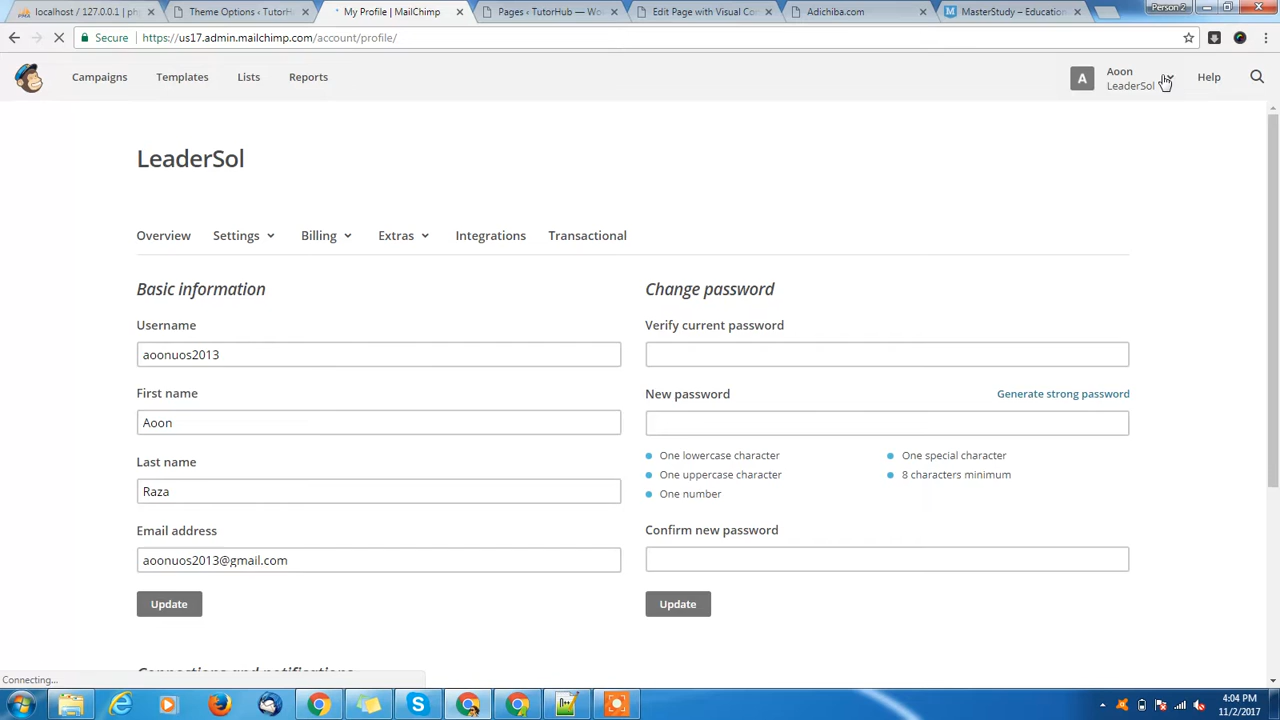 localhost / 127.0.0.1 | ph
Theme Options ‹ TutorH
My Profile | MailChimp
Pages ‹ TutorHub — Wo
Edit Page with Visual Co
Adichiba.com
MasterStudy – Education
Person 2
Secure
https://us17.admin.mailchimp.com/account/profile/
Campaigns
Templates
Lists
Reports
A
Aoon
LeaderSol
Help
LeaderSol
Overview
Settings
Billing
Extras
Integrations
Transactional
Basic information
Change password
Username
aoonuos2013
First name
Aoon
Last name
Raza
Email address
aoonuos2013@gmail.com
Update
Verify current password
New password
Generate strong password
One lowercase character
One special character
One uppercase character
8 characters minimum
One number
Confirm new password
Update
Connections and notifications
Connecting...
4:04 PM
11/2/2017